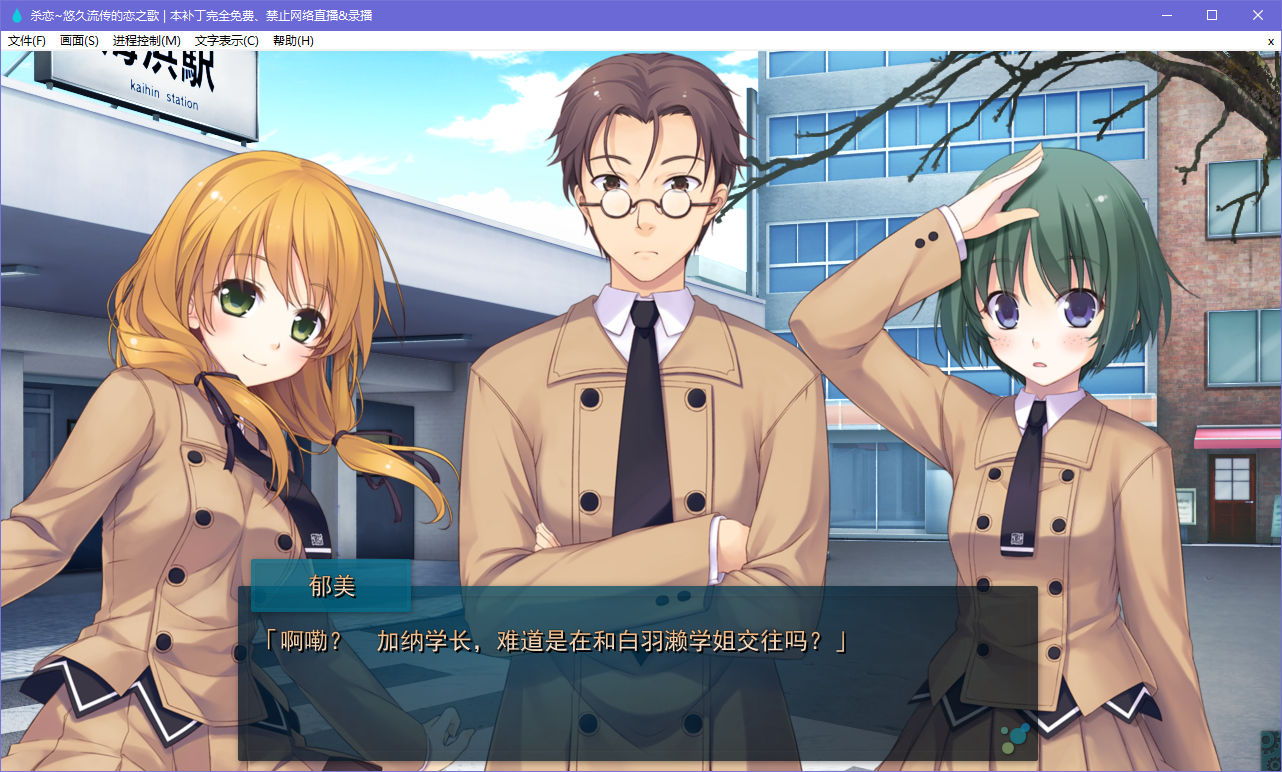 杀恋~悠久流传的恋之歌 | 本补丁完全免费、禁止网络直播&录播
文件(F) 画面(S) 进程控制(M) 文字表示(C) 帮助(H) x
海浜駅
kaihin station
郁美
「啊嘞？ 加纳学长，难道是在和白羽濑学姐交往吗？」